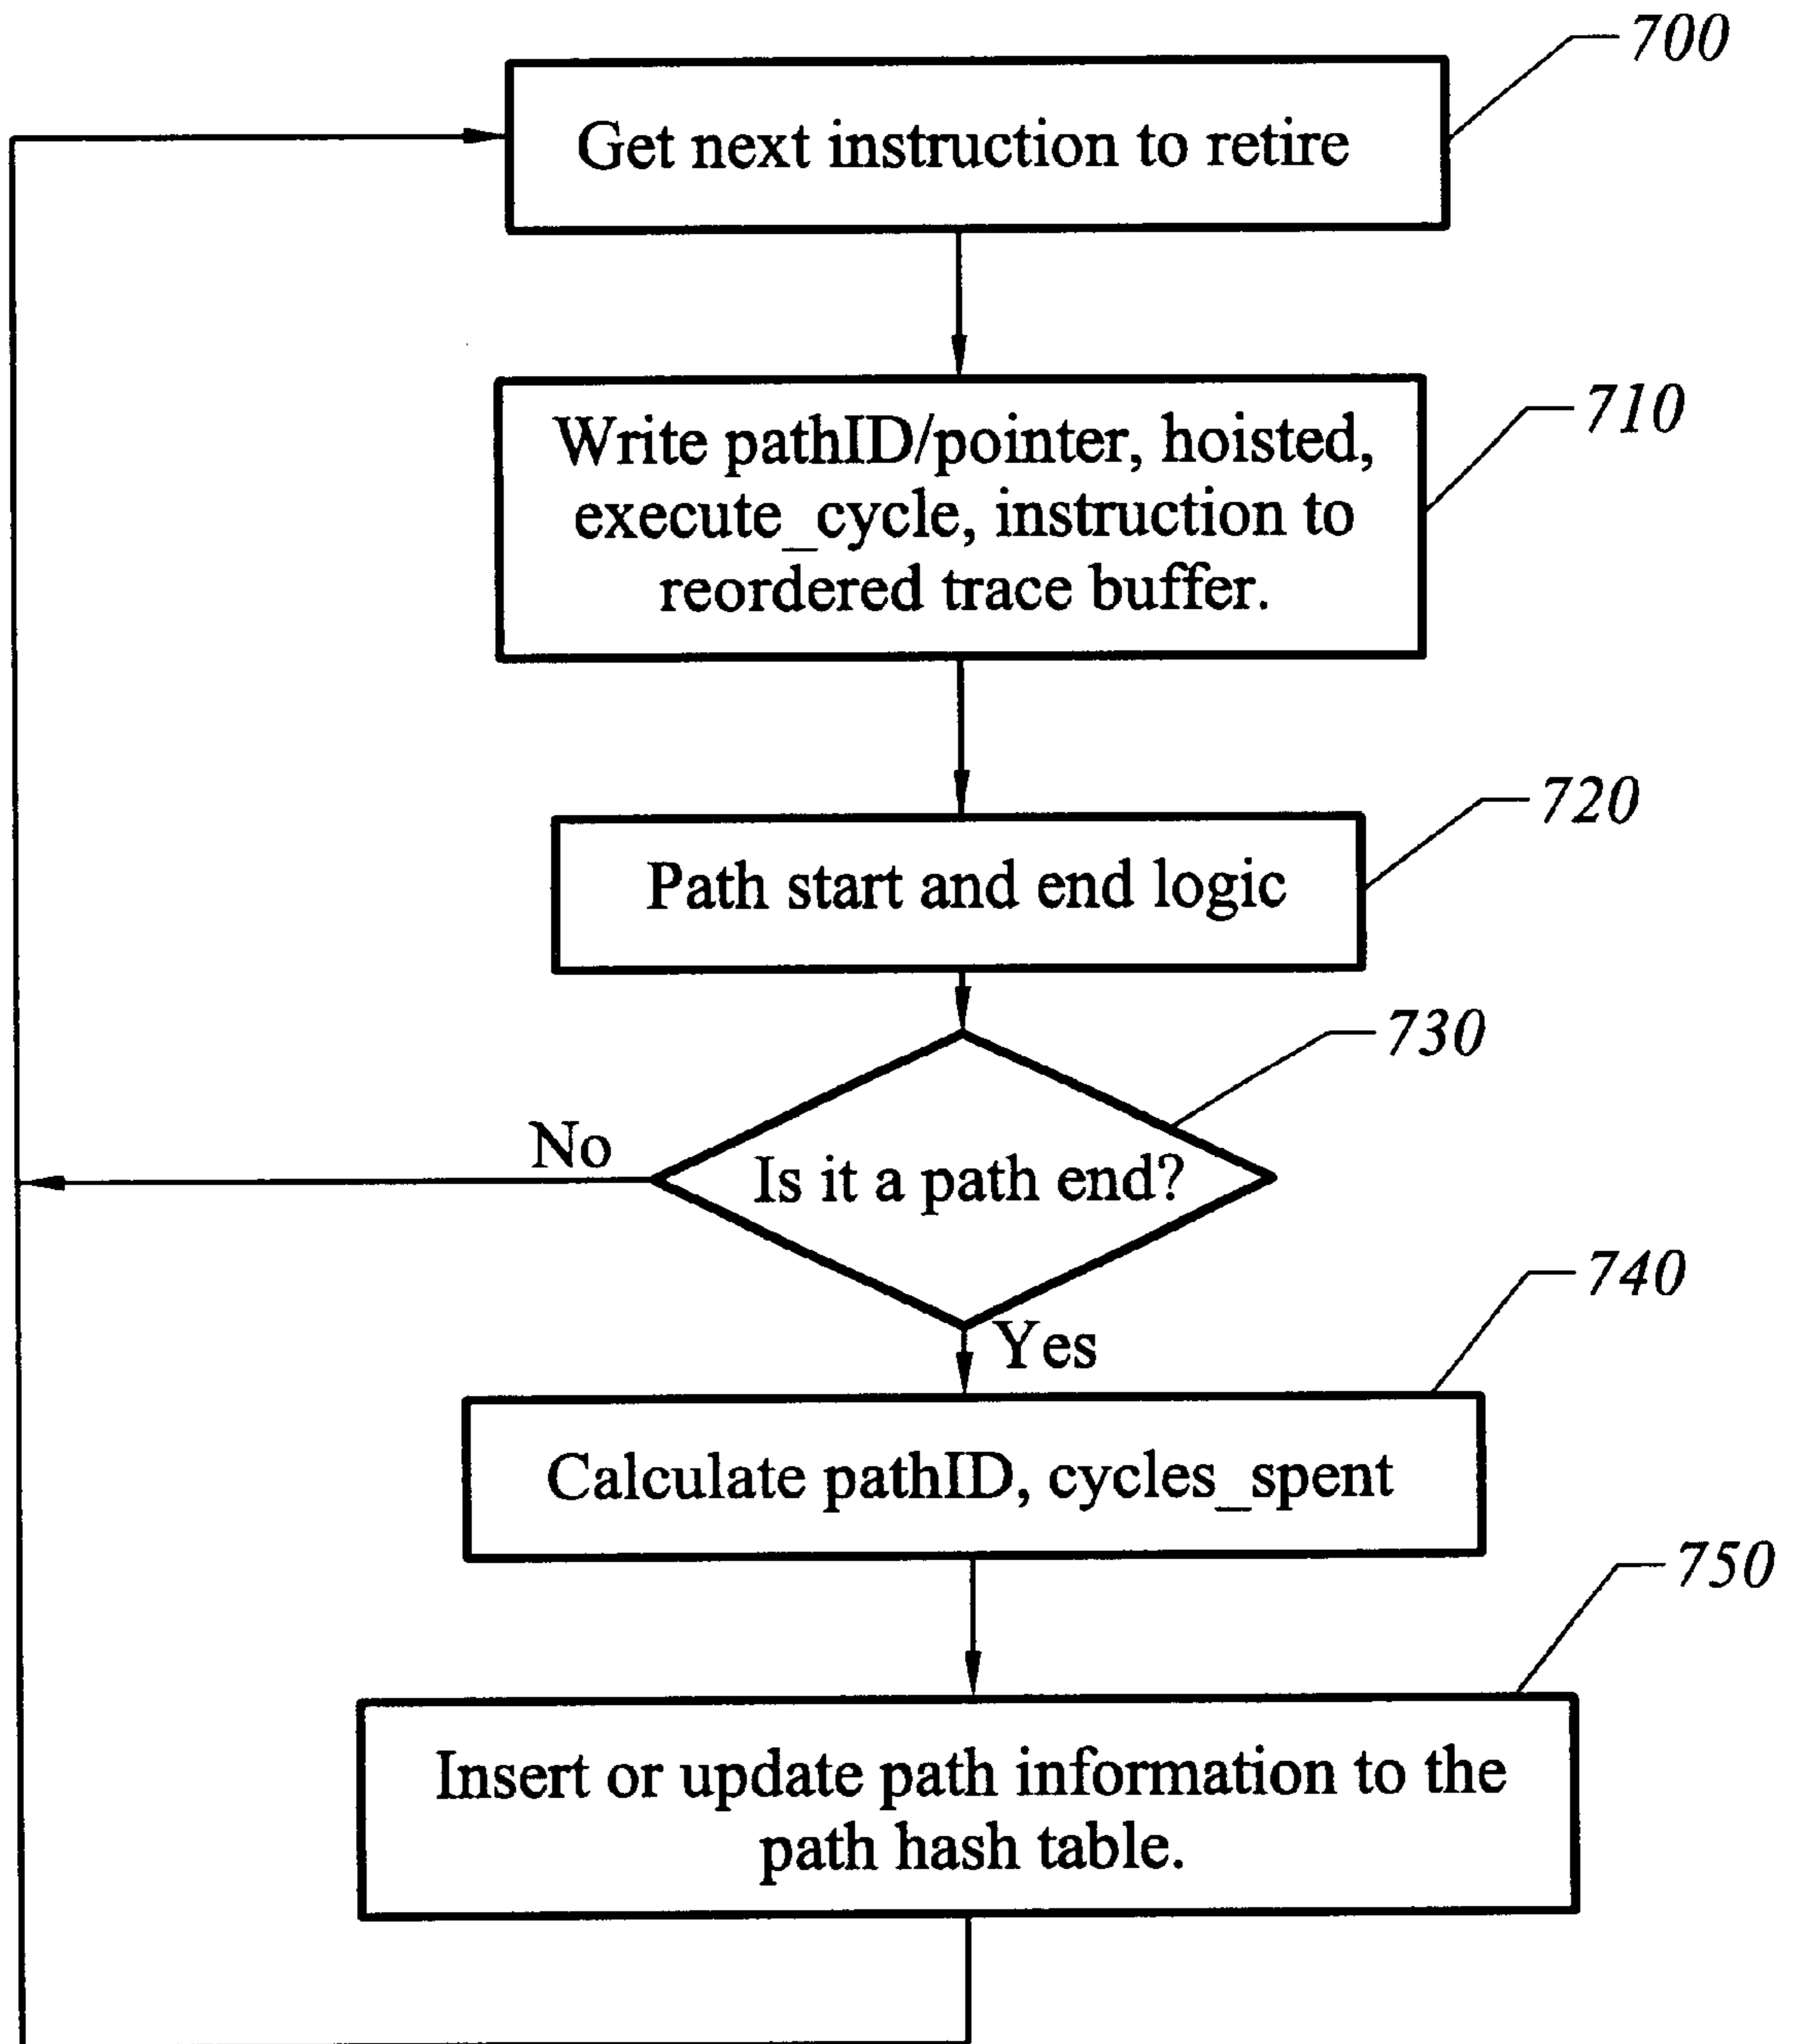 700
Get next instruction to retire
710
Write pathID/pointer, hoisted,
execute_cycle, instruction to
reordered trace buffer.
720
Path start and end logic
730
No
Is it a path end?
740
Yes
Calculate pathID, cycles_spent
750
Insert or update path information to the
path hash table.